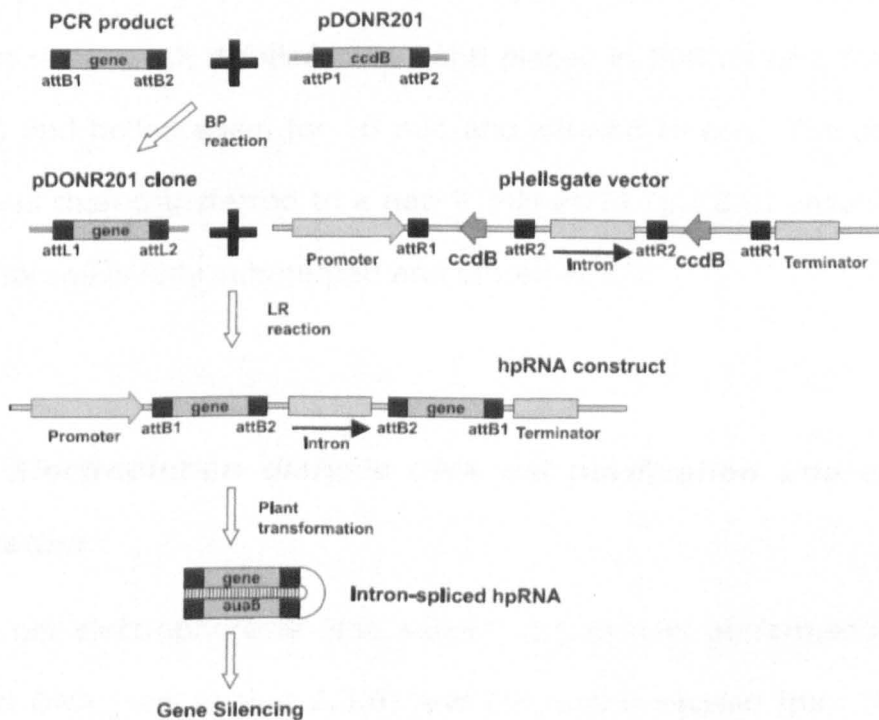 PCR product
pDONR201
gene
ccdB
attB1
attB2
attP1
attP2
BP
reaction
pDONR201 clone
pHellsgate vector
gene
attL1
attL2
Promoter
attR1
ccdB
attR2
Intron
attR2
ccdB
attR1
Terminator
LR
reaction
hpRNA construct
gene
gene
Promoter
attB1
attB2
Intron
attB2
attB1
Terminator
Plant
transformation
gene
gene
Intron-spliced hpRNA
Gene Silencing